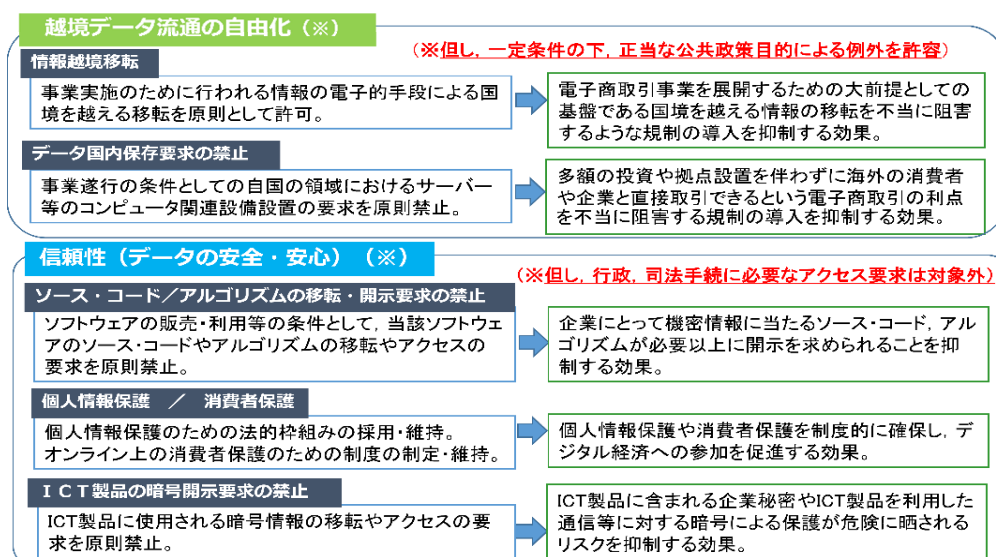 越境データ流通の自由化（※）
（※但し，一定条件の下，正当な公共政策目的による例外を許容）
情報越境移転
事業実施のために行われる情報の電子的手段による国
境を越える移転を原則として許可。
電子商取引事業を展開するための大前提としての
基盤である国境を越える情報の移転を不当に阻害
するような規制の導入を抑制する効果。
データ国内保存要求の禁止
事業遂行の条件としての自国の領域におけるサーバー
等のコンピュータ関連設備設置の要求を原則禁止。
多額の投資や拠点設置を伴わずに海外の消費者
や企業と直接取引できるという電子商取引の利点
を不当に阻害する規制の導入を抑制する効果。
信頼性（データの安全・安心）（※）
（※但し，行政，司法手続に必要なアクセス要求は対象外）
ソース・コード／アルゴリズムの移転・開示要求の禁止
ソフトウェアの販売・利用等の条件として，当該ソフトウェ
アのソース・コードやアルゴリズムの移転やアクセスの
要求を原則禁止。
企業にとって機密情報に当たるソース・コード，アル
ゴリズムが必要以上に開示を求められることを抑
制する効果。
個人情報保護 ／ 消費者保護
個人情報保護のための法的枠組みの採用・維持。
オンライン上の消費者保護のための制度の制定・維持。
個人情報保護や消費者保護を制度的に確保し，デ
ジタル経済への参加を促進する効果。
ＩＣＴ製品の暗号開示要求の禁止
ICT製品に使用される暗号情報の移転やアクセスの要
求を原則禁止。
ICT製品に含まれる企業秘密やICT製品を利用した
通信等に対する暗号による保護が危険に晒される
リスクを抑制する効果。